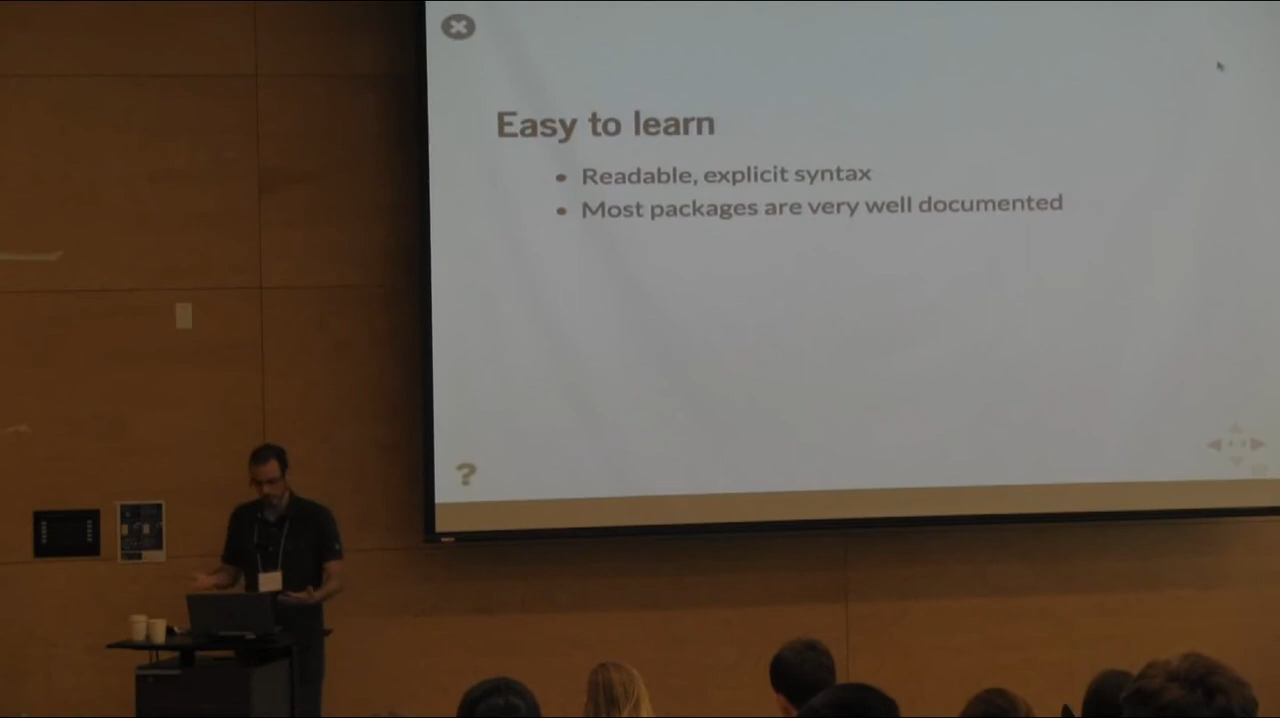 Easy to learn
• Readable, explicit syntax
• Most packages are very well documented
?